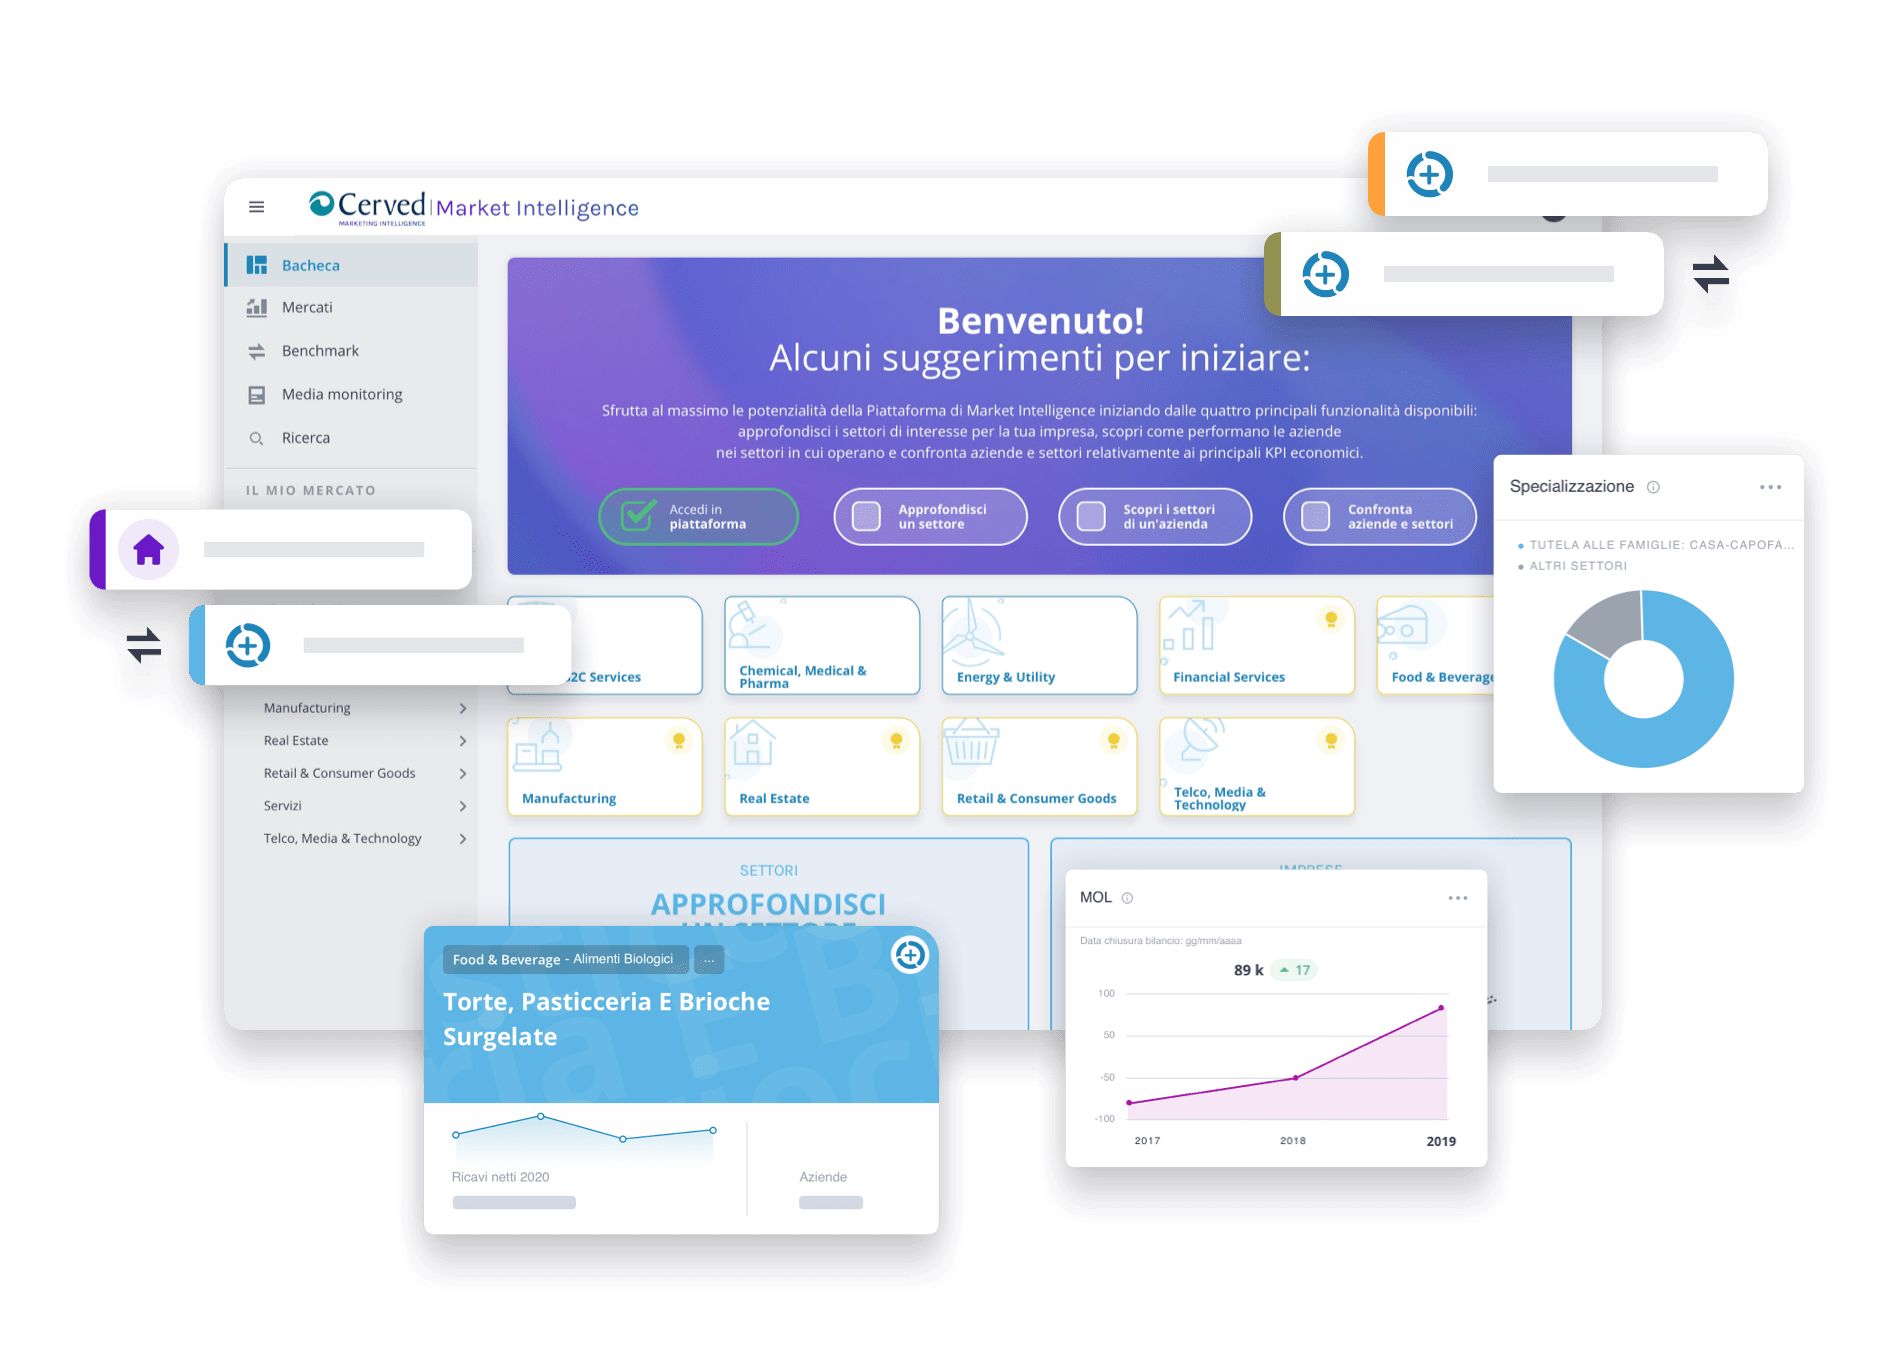 Cerved
MARKETING INTELLIGENCE
Market Intelligence
Bacheca
Mercati
Benchmark
Media monitoring
Ricerca
IL MIO MERCATO
Manufacturing
Real Estate
Retail & Consumer Goods
Servizi
Telco, Media & Technology
Benvenuto!
Alcuni suggerimenti per iniziare:
Sfrutta al massimo le potenzialità della Piattaforma di Market Intelligence iniziando dalle quattro principali funzionalità disponibili:
approfondisci i settori di interesse per la tua impresa, scopri come performano le aziende
nei settori in cui operano e confronta aziende e settori relativamente ai principali KPI economici.
Accedi in
piattaforma
Approfondisci
un settore
Scopri i settori
di un'azienda
Confronta
aziende e settori
2C Services
Chemical, Medical &
Pharma
Energy & Utility
Financial Services
Food & Beverage
Manufacturing
Real Estate
Retail & Consumer Goods
Telco, Media &
Technology
SETTORI
APPROFONDISCI
UN SETTORE
IMPRESE
Specializzazione
TUTELA ALLE FAMIGLIE: CASA-CAPOFA...
ALTRI SETTORI
Food & Beverage - Alimenti Biologici
...
Torte, Pasticceria E Brioche
Surgelate
Ricavi netti 2020
Aziende
MOL
Data chiusura bilancio: gg/mm/aaaa
89 k
17
100
50
-50
-100
2017
2018
2019